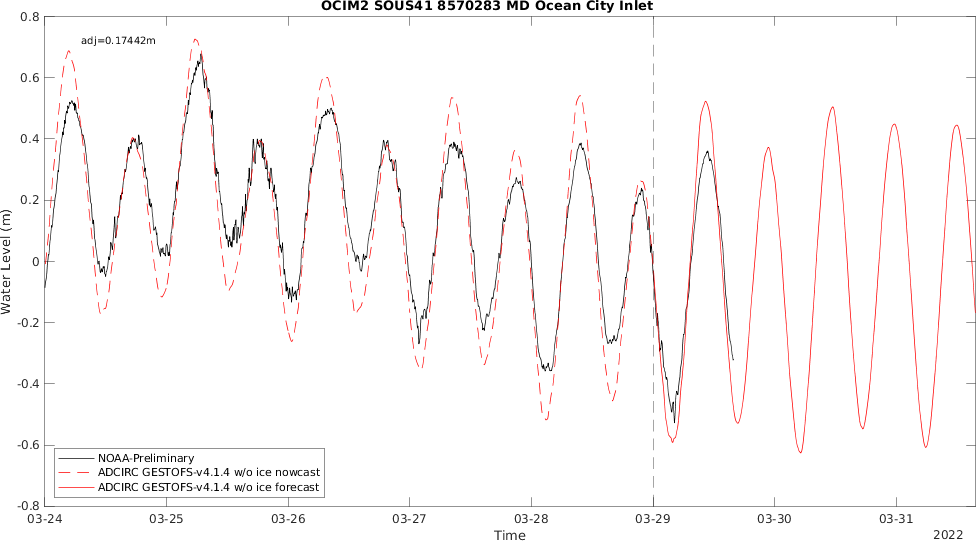 OCIM2 SOUS41 8570283 MD Ocean City Inlet
adj=0.17442m
Water Level (m)
0.8
0.6
0.4
0.2
0
-0.2
-0.4
-0.6
-0.8
NOAA-Preliminary
ADCIRC GESTOFS-v4.1.4 w/o ice nowcast
ADCIRC GESTOFS-v4.1.4 w/o ice forecast
03-24 03-25 03-26 03-27 03-28 03-29 03-30 03-31
Time
2022